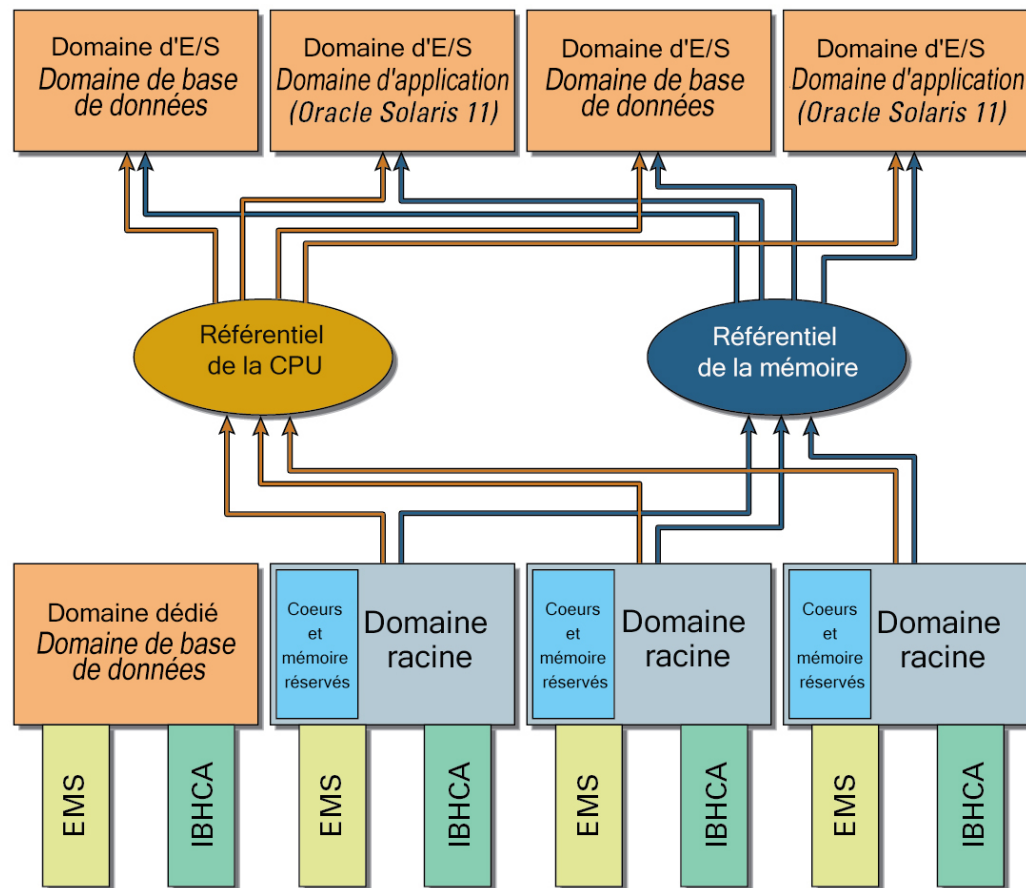 Domaine d'E/S
Domaine de base
de données
Domaine d'E/S
Domaine d'application
(Oracle Solaris 11)
Domaine d'E/S
Domaine de base
de données
Domaine d'E/S
Domaine d'application
(Oracle Solaris 11)
Référentiel
de la CPU
Référentiel
de la mémoire
Domaine dédié
Domaine de base
de données
Coeurs
et
mémoire
réservés
Domaine
racine
Coeurs
et
mémoire
réservés
Domaine
racine
Coeurs
et
mémoire
réservés
Domaine
racine
EMS
IBHCA
EMS
IBHCA
EMS
IBHCA
EMS
IBHCA